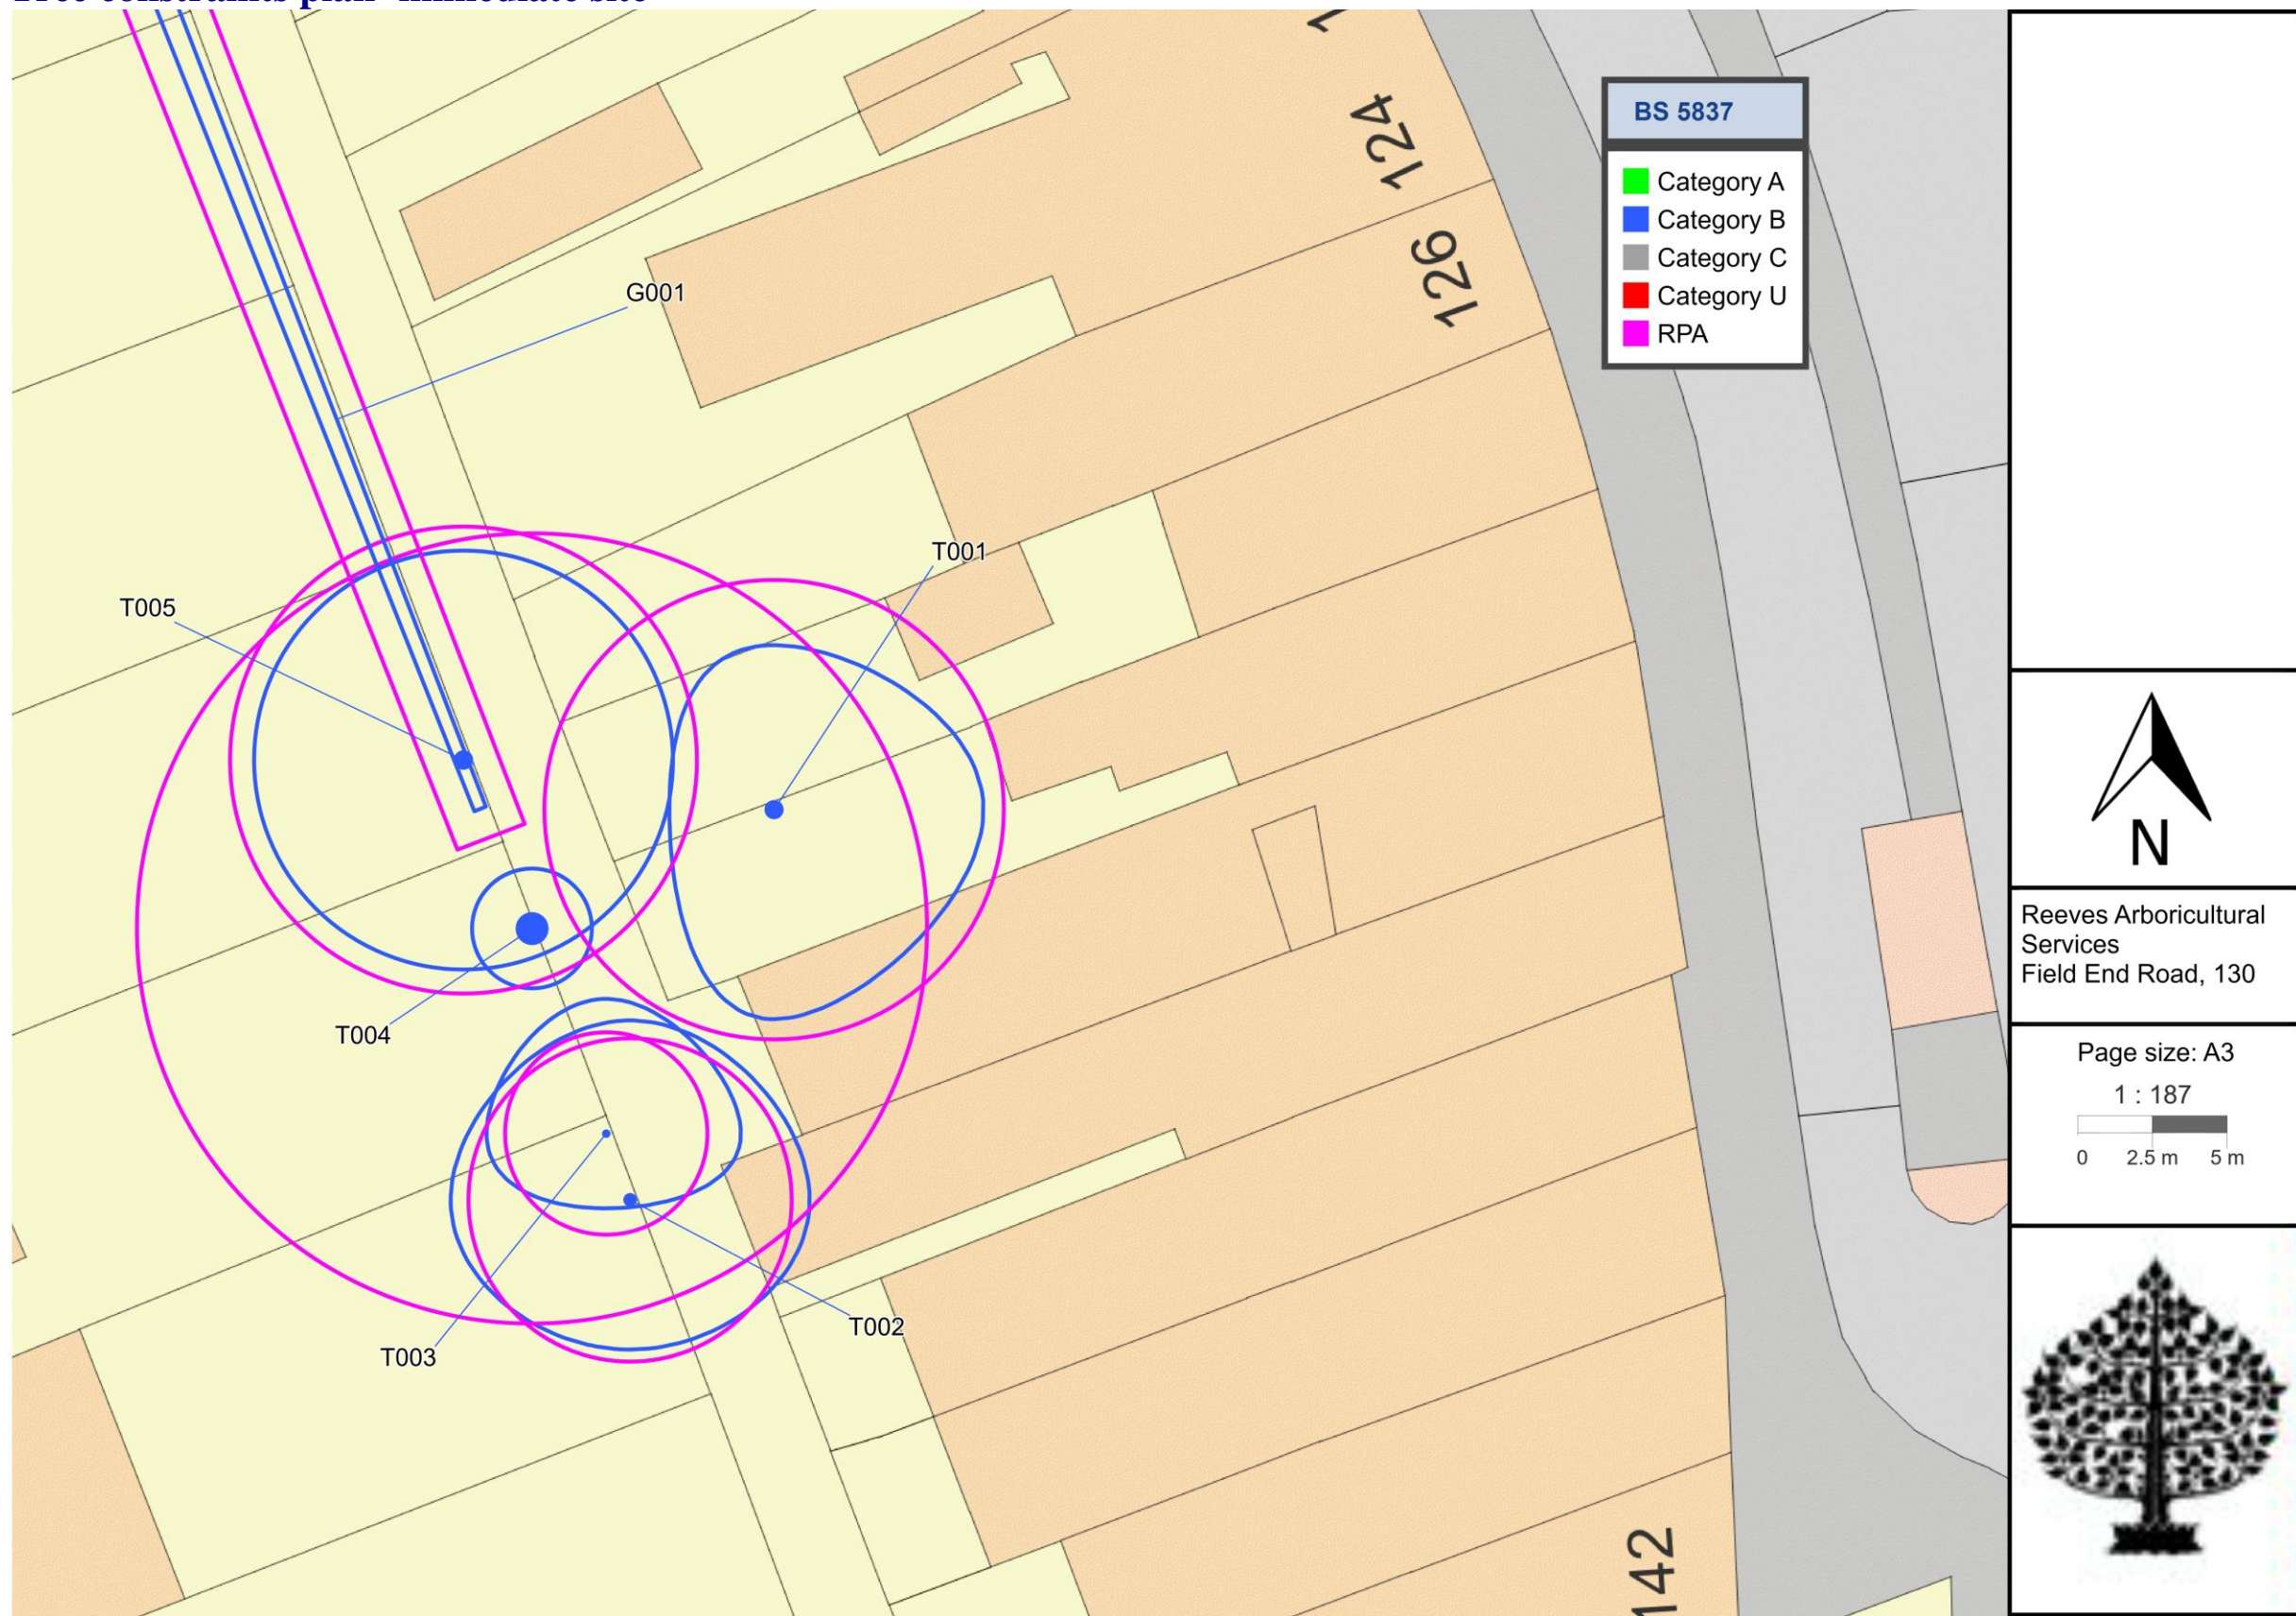 124
126
BS 5837
Category A
Category B
Category C
Category U
RPA
G001
T001
T005
T004
T003
T002
142
N
Reeves Arboricultural
Services
Field End Road, 130
Page size: A3
1 : 187
0 2.5 m 5 m